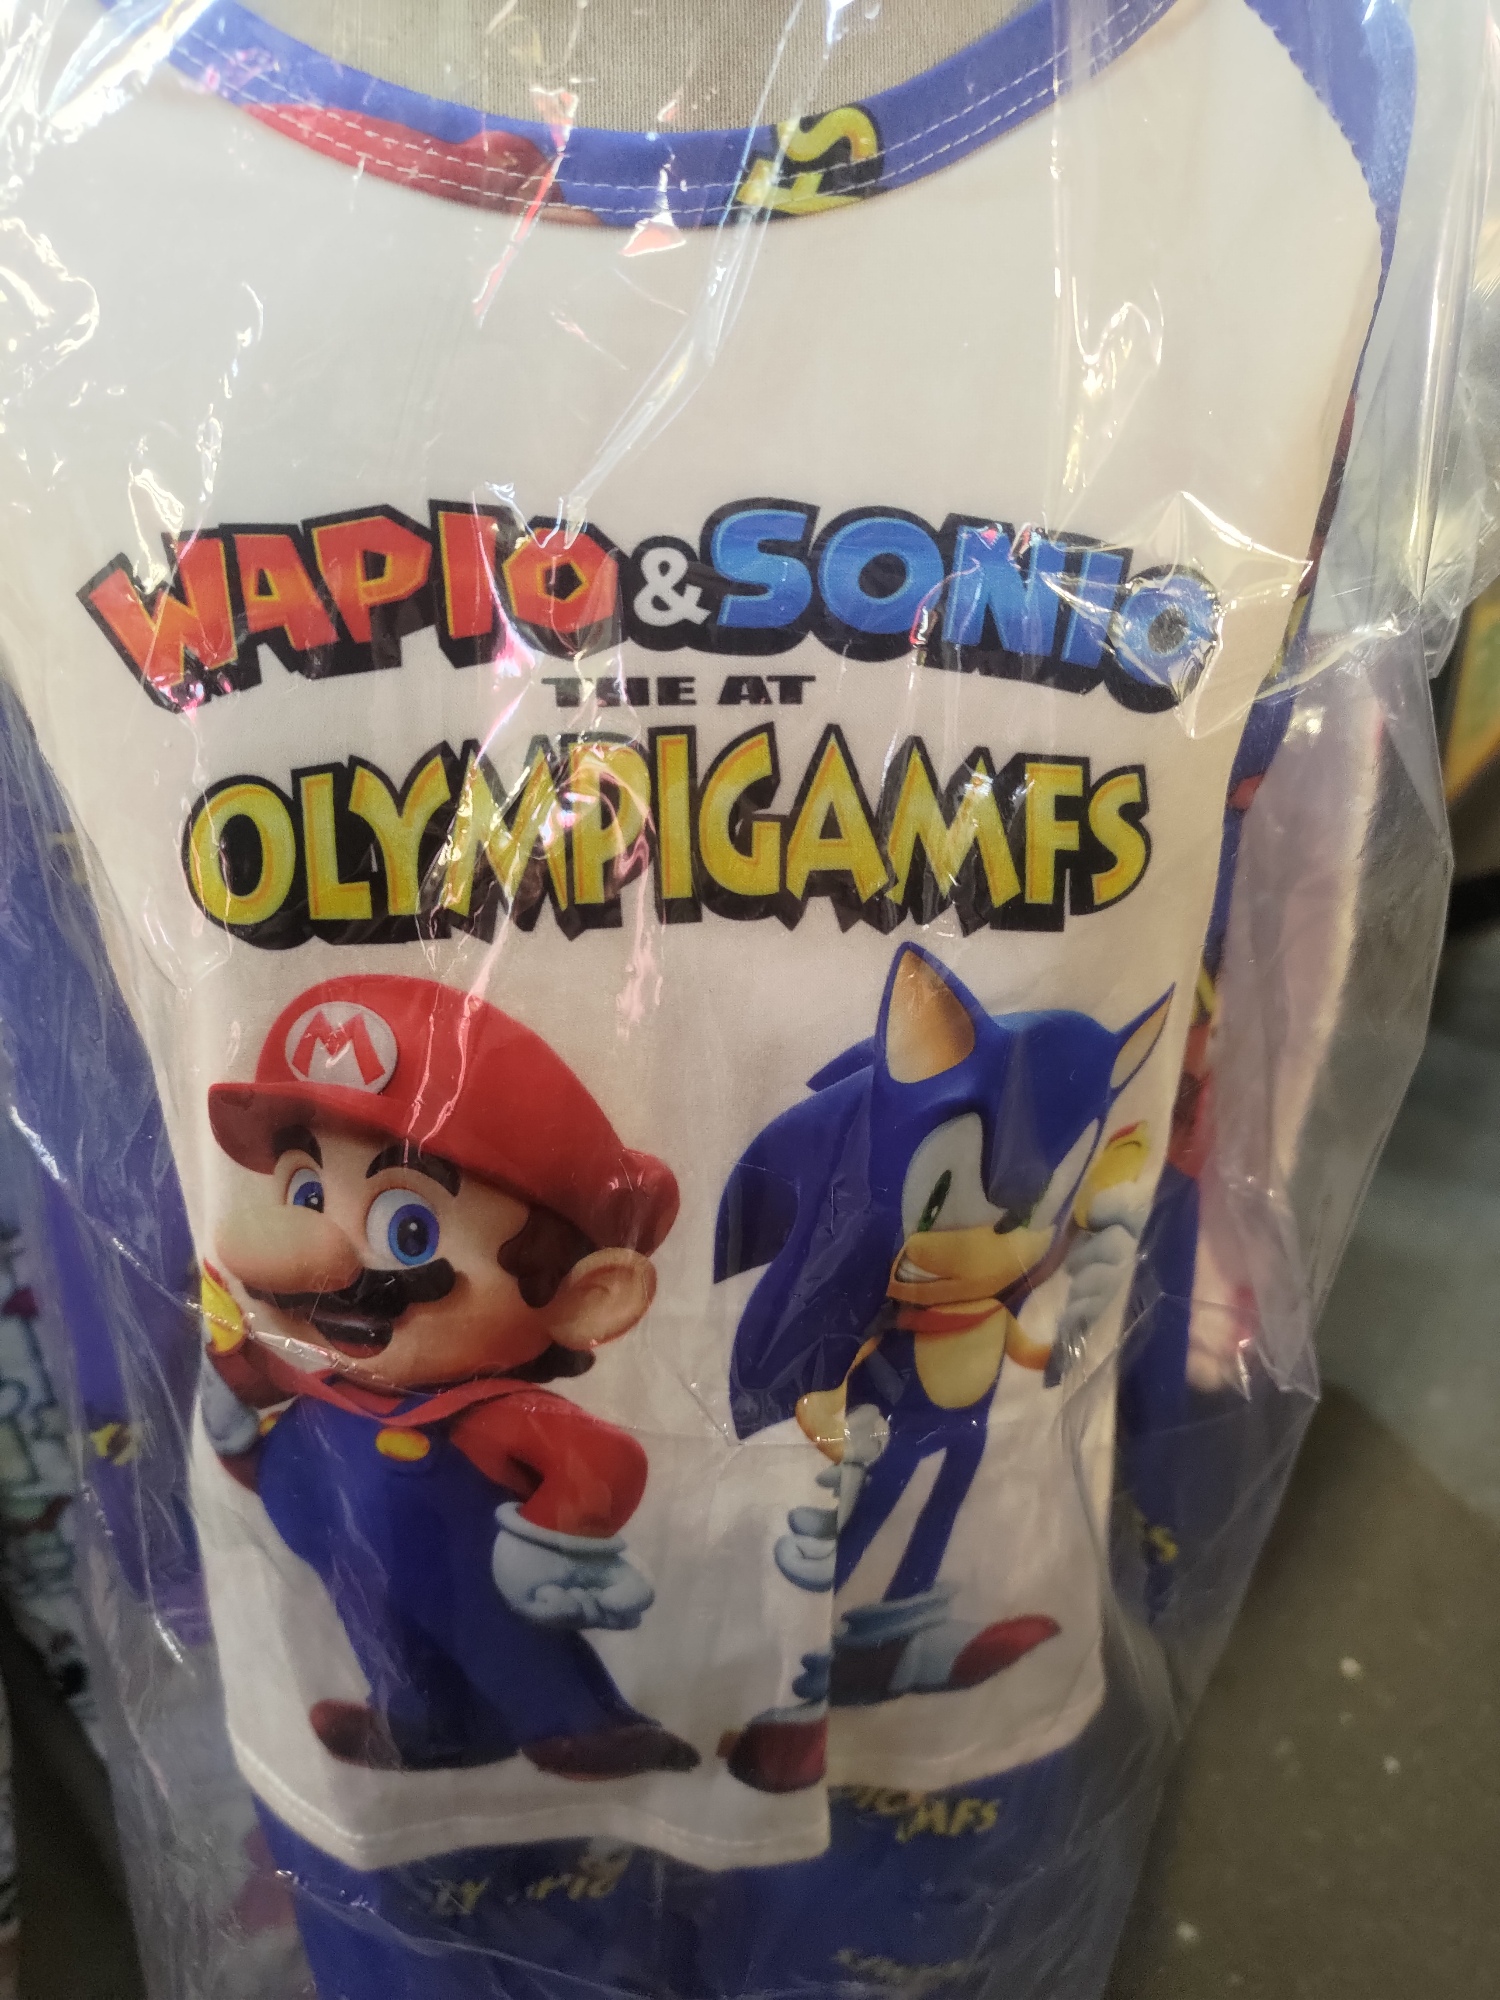 WAPIO & SONIO
THE AT
OLYMPIGAMFS
M